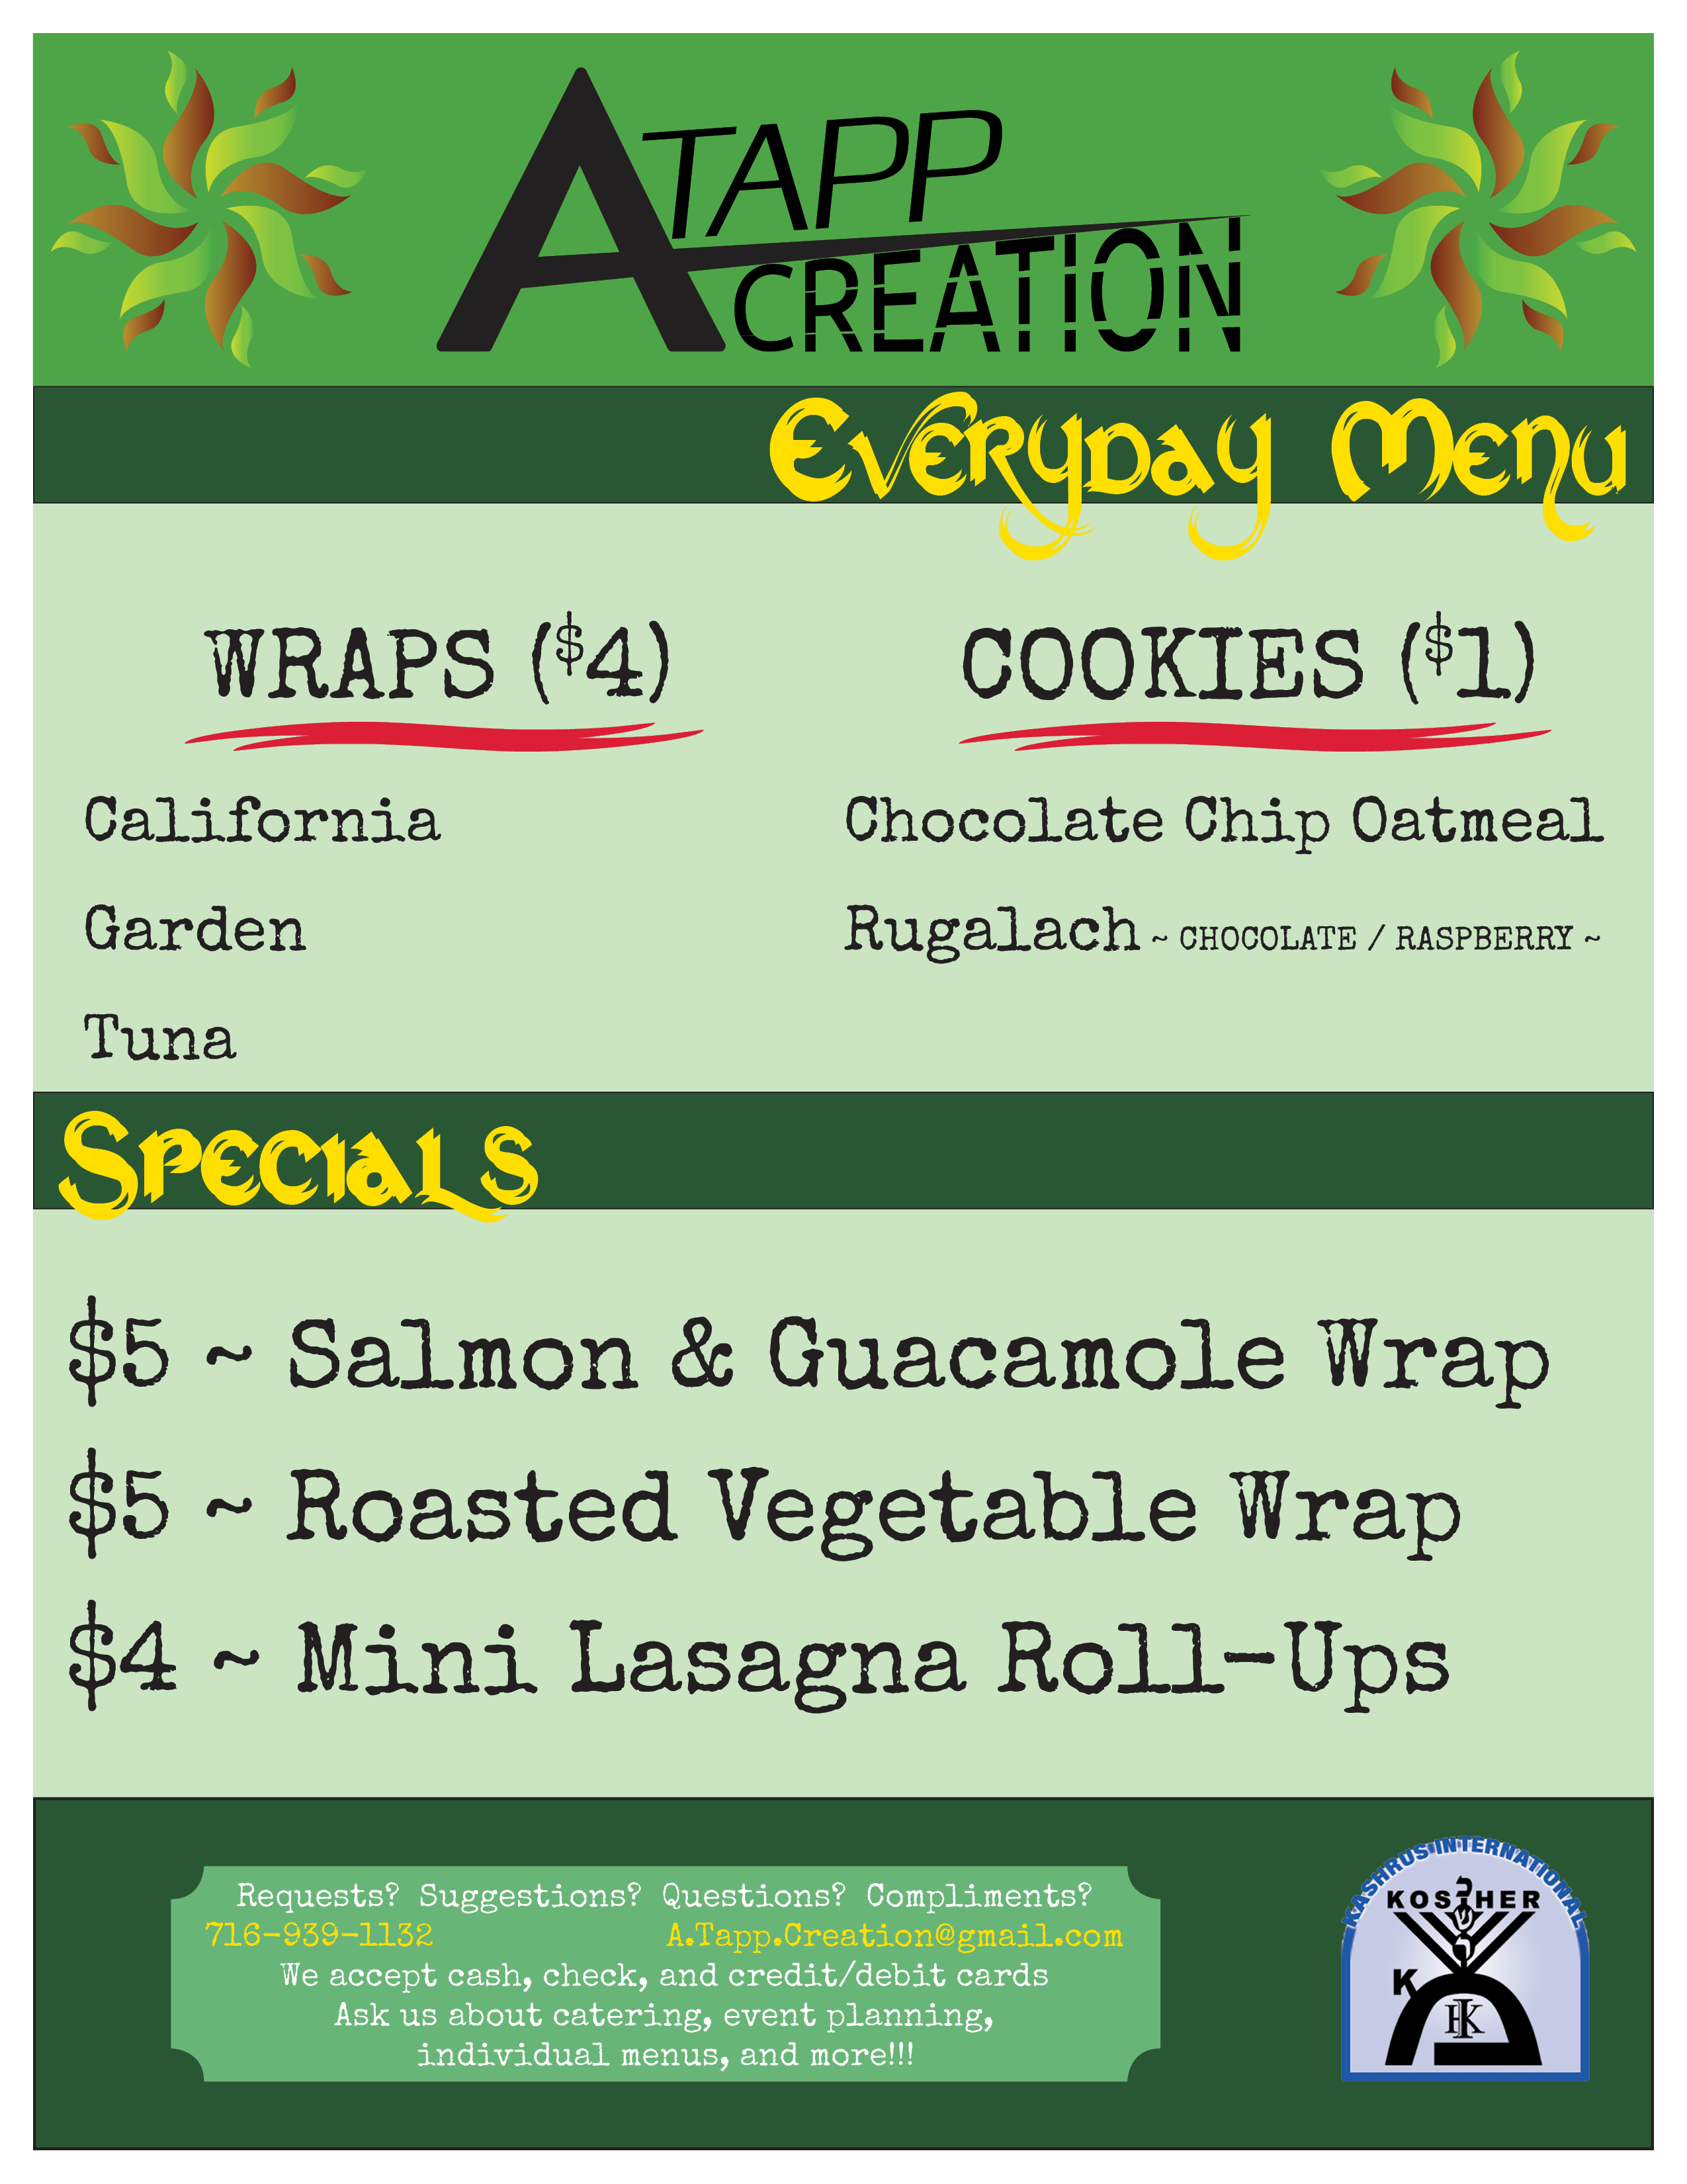 A TAPP
CREATION
Everyday Menu
WRAPS ($4)
California
Garden
Tuna
COOKIES ($1)
Chocolate Chip Oatmeal
Rugalach ~ CHOCOLATE / RASPBERRY ~
Specials
$5 ~ Salmon & Guacamole Wrap
$5 ~ Roasted Vegetable Wrap
$4 ~ Mini Lasagna Roll-Ups
Requests? Suggestions? Questions? Compliments?
716-939-1132 A.Tapp.Creation@gmail.com
We accept cash, check, and credit/debit cards
Ask us about catering, event planning,
individual menus, and more!!!
KASHRUS INTERNATIONAL
KOSHER
K
IK